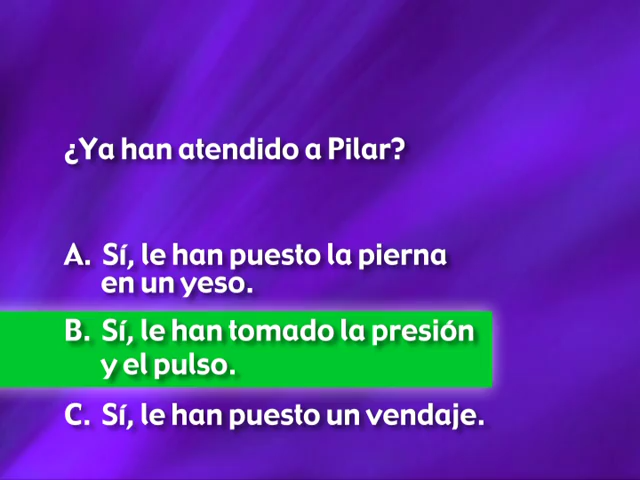 ¿Ya han atendido a Pilar?
A. Sí, le han puesto la pierna
en un yeso.
B. Sí, le han tomado la presión
y el pulso.
C. Sí, le han puesto un vendaje.